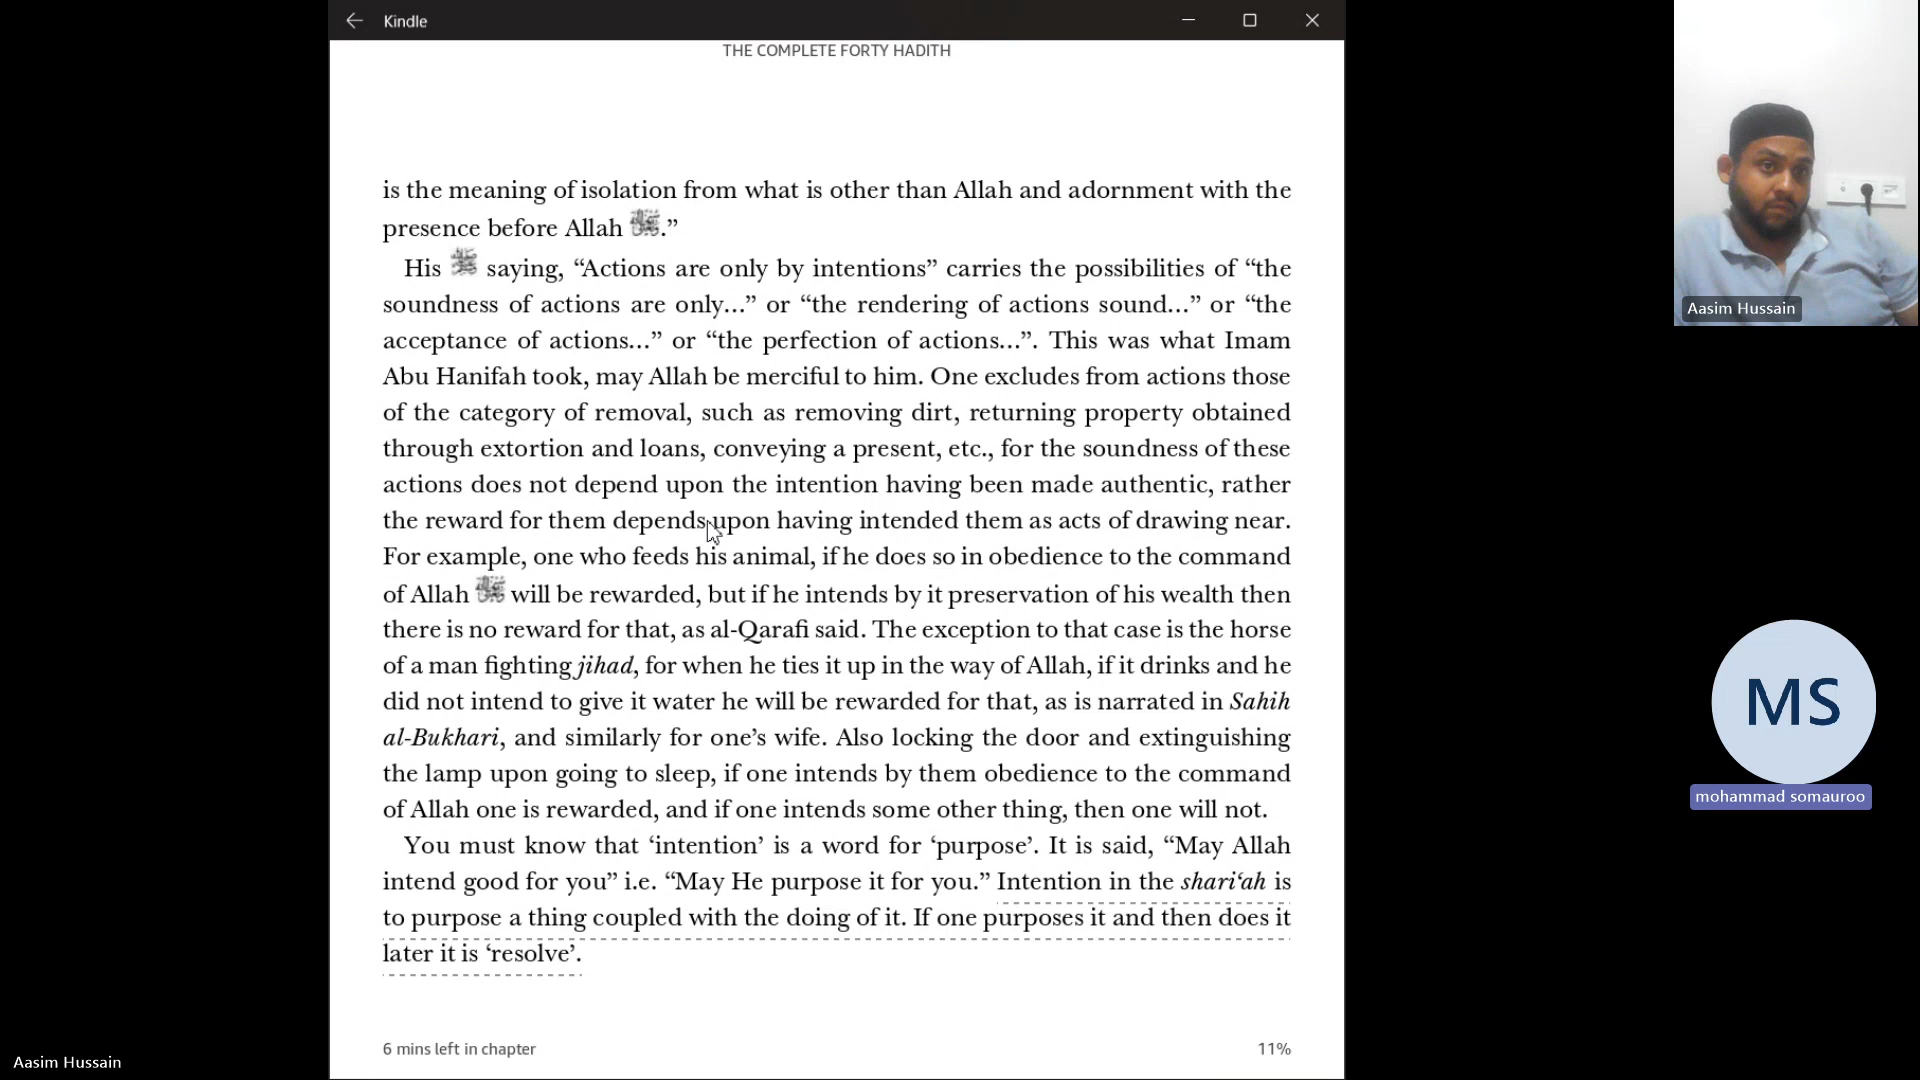 Kindle
THE COMPLETE FORTY HADITH
is the meaning of isolation from what is other than Allah and adornment with the
presence before Allah .”
His saying, “Actions are only by intentions” carries the possibilities of “the
soundness of actions are only...” or “the rendering of actions sound...” or “the
acceptance of actions...” or “the perfection of actions...”. This was what Imam
Abu Hanifah took, may Allah be merciful to him. One excludes from actions those
of the category of removal, such as removing dirt, returning property obtained
through extortion and loans, conveying a present, etc., for the soundness of these
actions does not depend upon the intention having been made authentic, rather
the reward for them depends upon having intended them as acts of drawing near.
For example, one who feeds his animal, if he does so in obedience to the command
of Allah will be rewarded, but if he intends by it preservation of his wealth then
there is no reward for that, as al-Qarafi said. The exception to that case is the horse
of a man fighting jihad, for when he ties it up in the way of Allah, if it drinks and he
did not intend to give it water he will be rewarded for that, as is narrated in Sahih
al-Bukhari, and similarly for one’s wife. Also locking the door and extinguishing
the lamp upon going to sleep, if one intends by them obedience to the command
of Allah one is rewarded, and if one intends some other thing, then one will not.
You must know that ‘intention’ is a word for ‘purpose’. It is said, “May Allah
intend good for you” i.e. “May He purpose it for you.” Intention in the shari‘ah is
to purpose a thing coupled with the doing of it. If one purposes it and then does it
later it is ‘resolve’.
6 mins left in chapter
11%
Aasim Hussain
MS
mohammad somauroo
Aasim Hussain